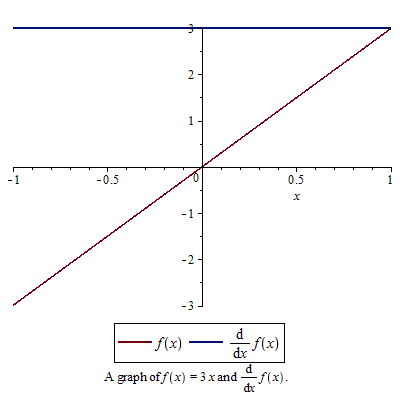 3
2
1
-1 -0.5 0 0.5 1
x
-1
-2
-3
f(x) d/dx f(x)
A graph of f(x) = 3 x and d/dx f(x).